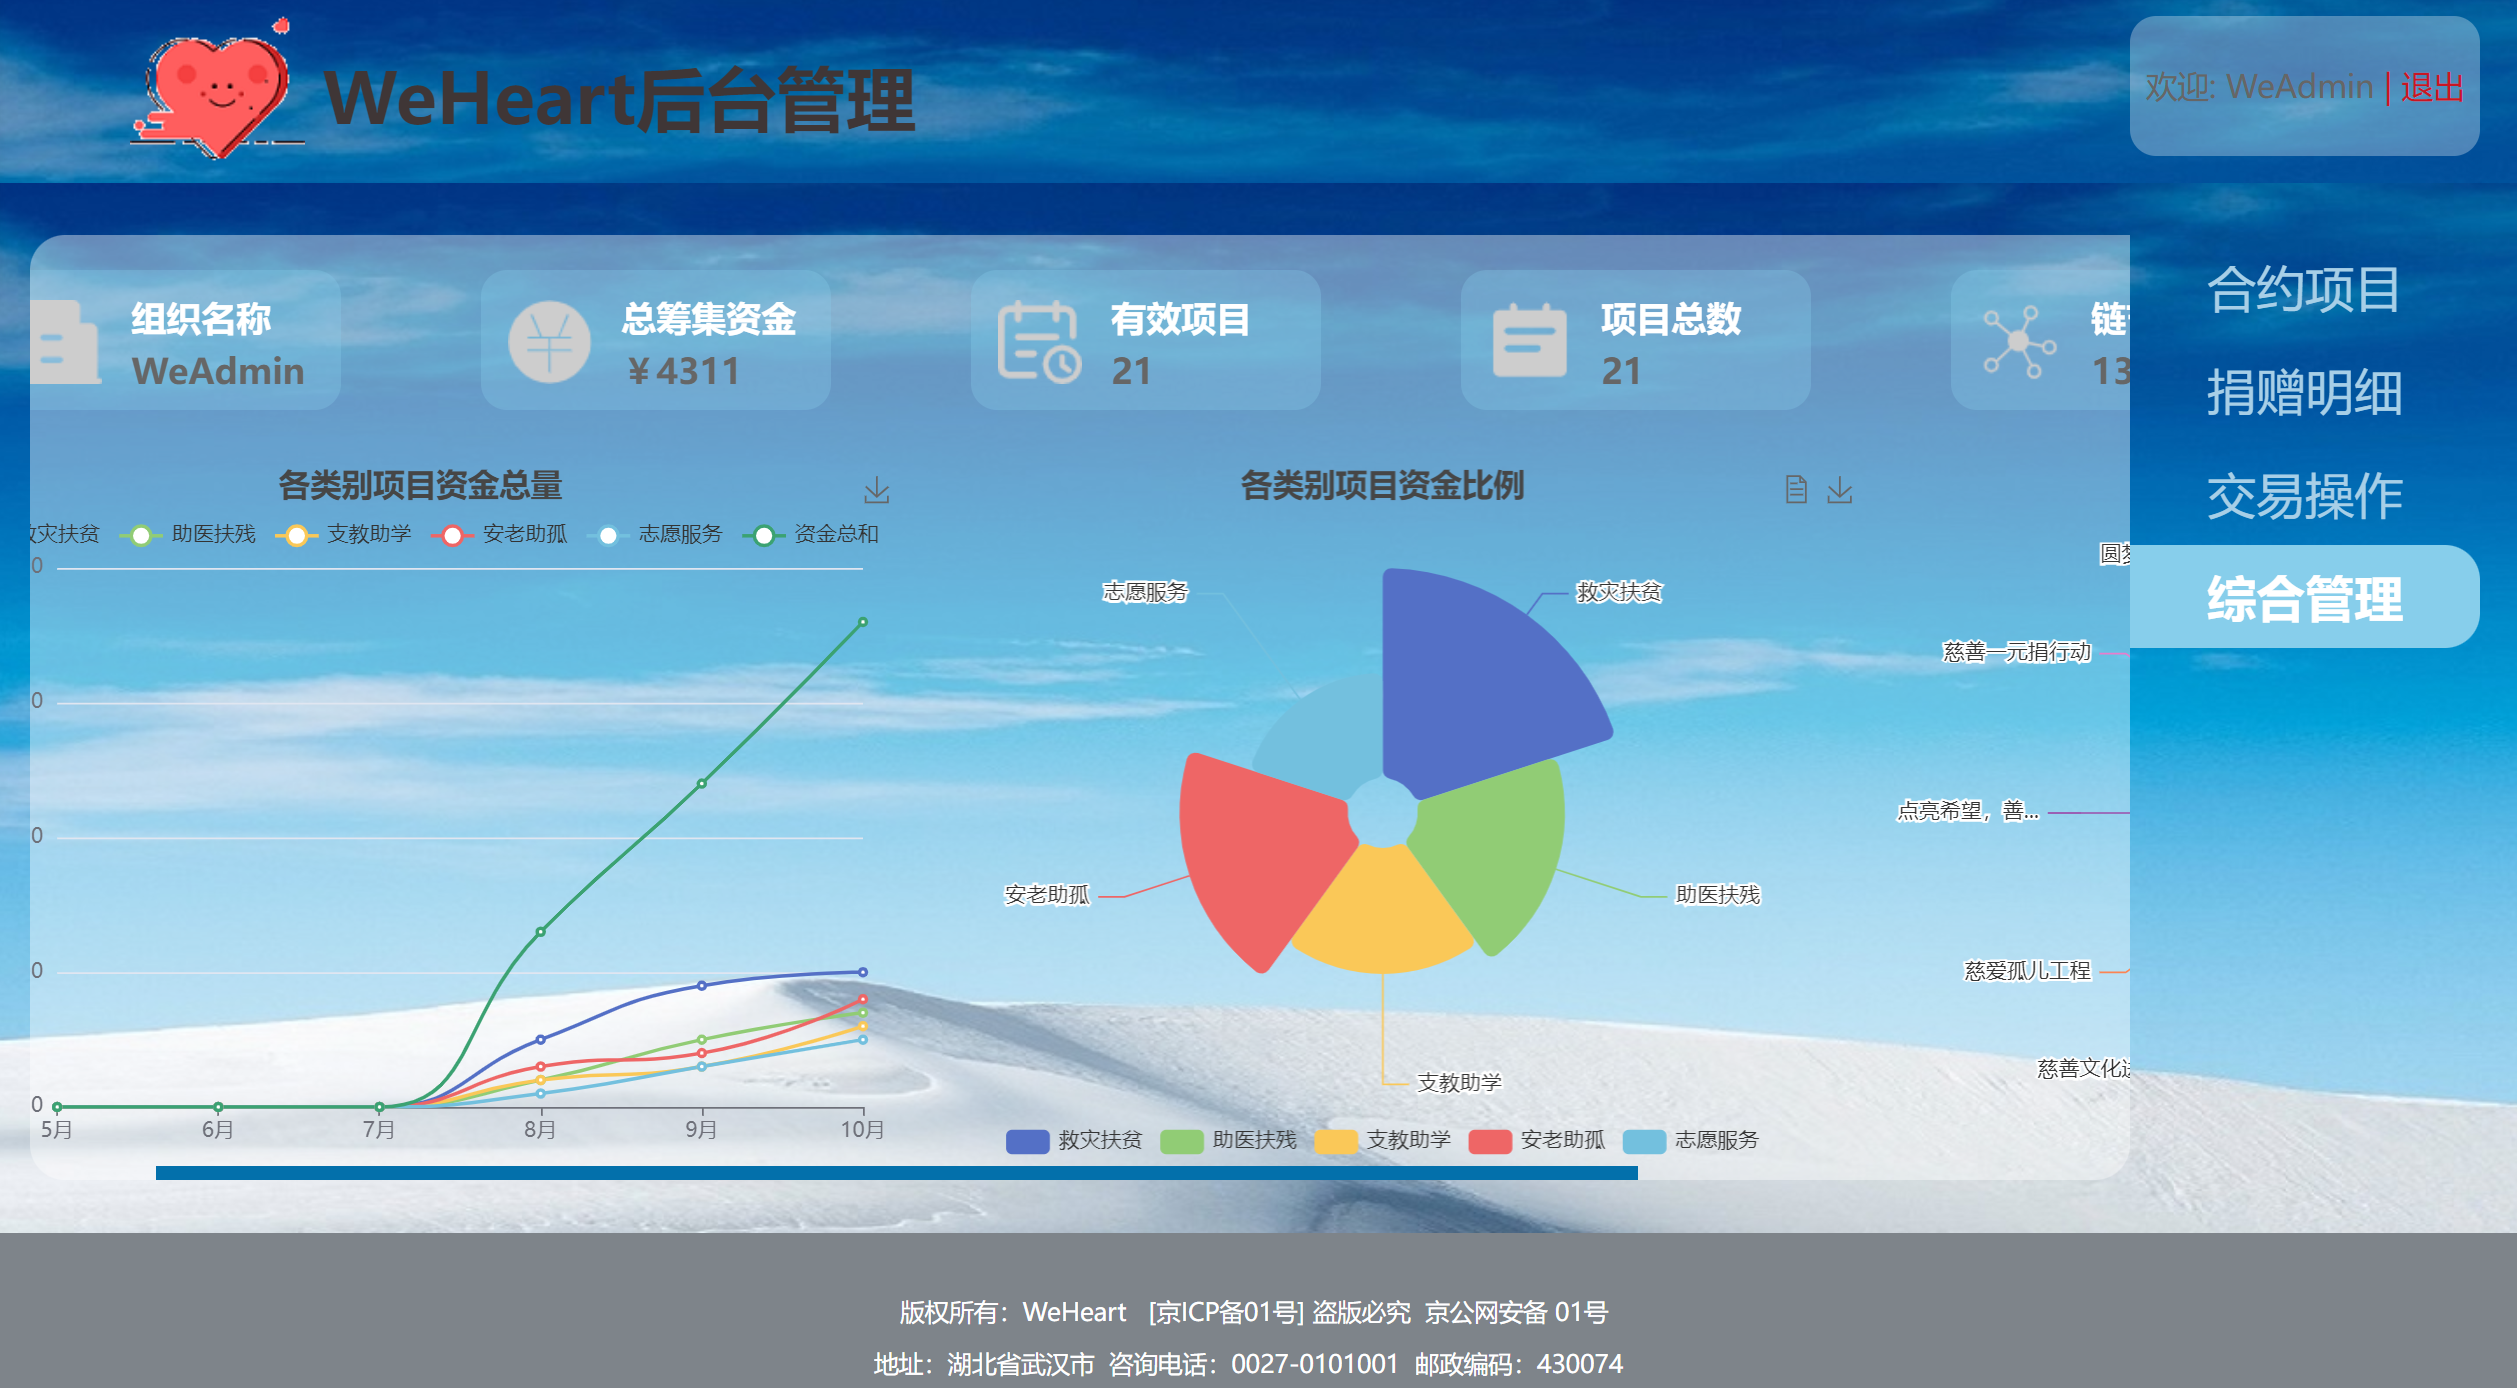 WeHeart后台管理
欢迎: WeAdmin | 退出
组织名称
WeAdmin
总筹集资金
￥4311
有效项目
21
项目总数
21
链
13
合约项目
捐赠明细
交易操作
综合管理
各类别项目资金总量
灾扶贫 助医扶残 支教助学 安老助孤 志愿服务 资金总和
0
0
0
0
0
5月 6月 7月 8月 9月 10月
各类别项目资金比例
志愿服务
救灾扶贫
安老助孤
助医扶残
支教助学
救灾扶贫 助医扶残 支教助学 安老助孤 志愿服务
圆梦
慈善一元捐行动
点亮希望，善...
慈爱孤儿工程
慈善文化
版权所有：WeHeart [京ICP备01号] 盗版必究 京公网安备 01号
地址：湖北省武汉市 咨询电话：0027-0101001 邮政编码：430074